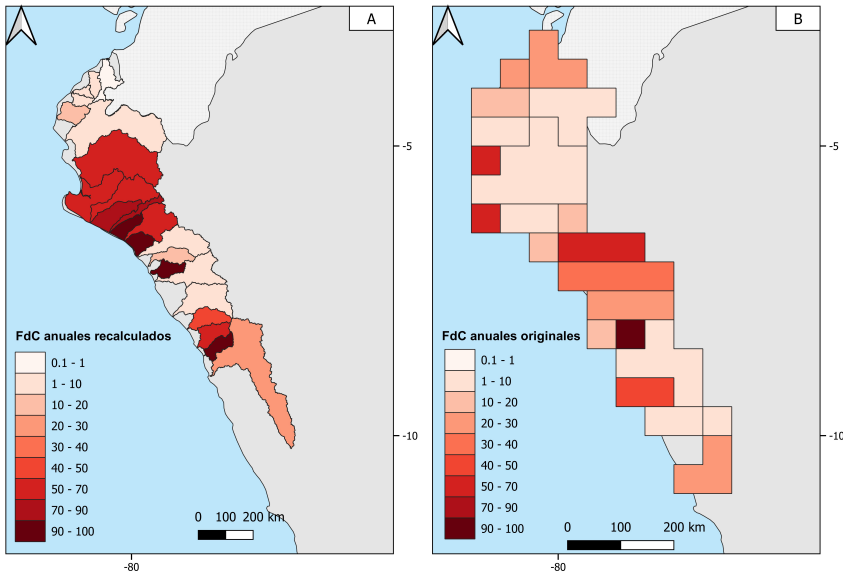 A
FdC anuales recalculados
0.1 - 1
1 - 10
10 - 20
20 - 30
30 - 40
40 - 50
50 - 70
70 - 90
90 - 100
0 100 200 km
-5
-10
-80
B
FdC anuales originales
0.1 - 1
1 - 10
10 - 20
20 - 30
30 - 40
40 - 50
50 - 70
70 - 90
90 - 100
0 100 200 km
-5
-10
-80